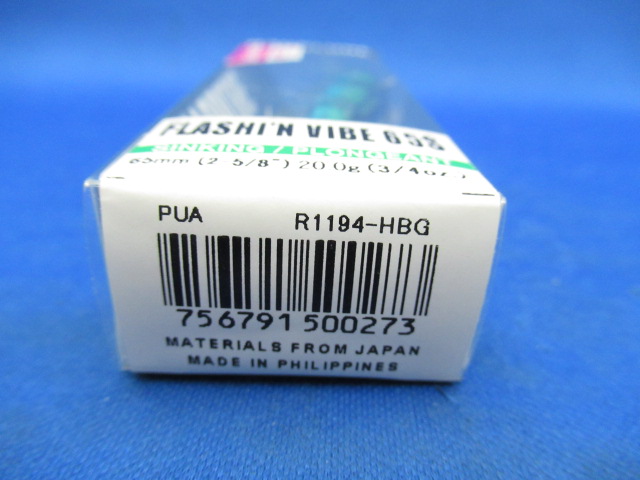 FLASHI'N VIBE 65S
SINKING / PLONGEANT
65mm (2 5/8") 20.0g (3/4oz.)
PUA R1194-HBG
756791 500273
MATERIALS FROM JAPAN
MADE IN PHILIPPINES